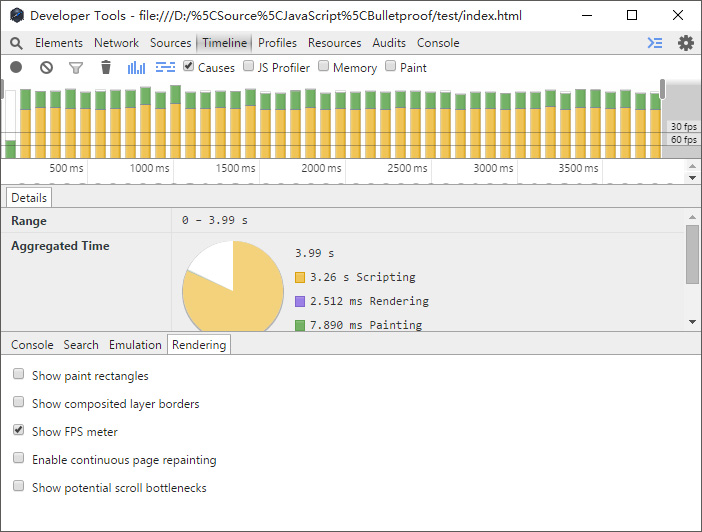 Developer Tools - file:///D:/%5CSource%5CJavaScript%5CBulletproof/test/index.html
Elements Network Sources Timeline Profiles Resources Audits Console
Causes JS Profiler Memory Paint
30 fps
60 fps
500 ms 1000 ms 1500 ms 2000 ms 2500 ms 3000 ms 3500 ms
Details
Range 0 – 3.99 s
Aggregated Time
3.99 s
3.26 s Scripting
2.512 ms Rendering
7.890 ms Painting
Console Search Emulation Rendering
Show paint rectangles
Show composited layer borders
Show FPS meter
Enable continuous page repainting
Show potential scroll bottlenecks